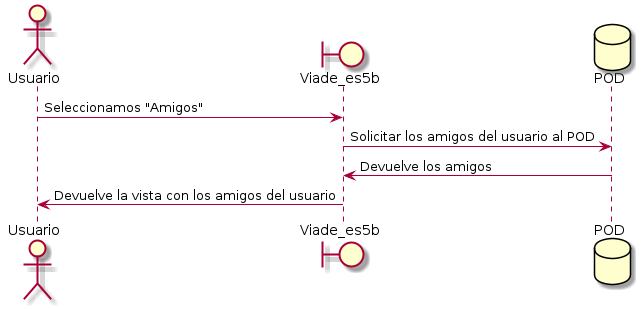 Usuario
Viade_es5b
POD
Seleccionamos "Amigos"
Solicitar los amigos del usuario al POD
Devuelve los amigos
Devuelve la vista con los amigos del usuario
Usuario
Viade_es5b
POD